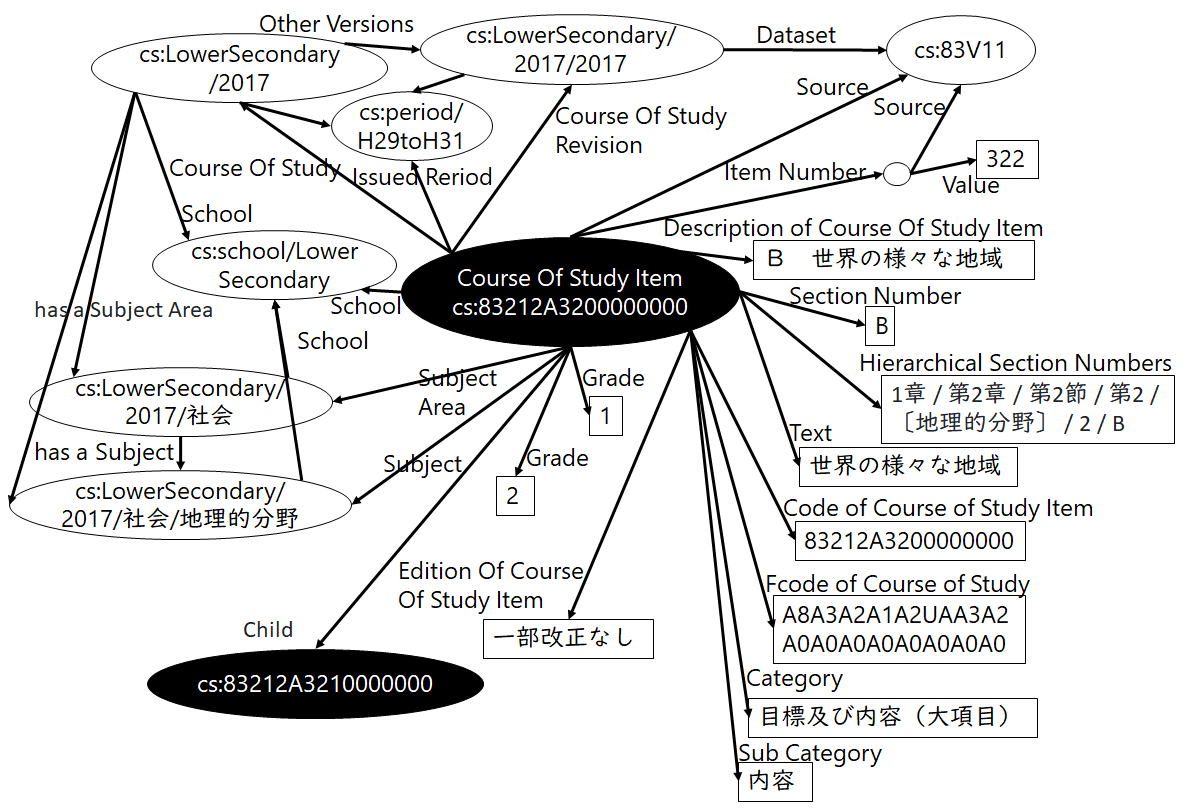 Other Versions
cs:LowerSecondary
/2017
cs:LowerSecondary/
2017/2017
Dataset
cs:83V11
Source
Source
cs:period/
H29toH31
Course Of Study
Revision
Course Of Study
Issued Reriod
Item Number
322
Value
School
Description of Course Of Study Item
B　世界の様々な地域
cs:school/Lower
Secondary
Course Of Study Item
cs:83212A3200000000
Section Number
B
has a Subject Area
School
School
Hierarchical Section Numbers
1章 / 第2章 / 第2節 / 第2 /
〔地理的分野〕 / 2 / B
cs:LowerSecondary/
2017/社会
Subject
Area
Grade
1
Text
世界の様々な地域
has a Subject
Subject
Grade
2
cs:LowerSecondary/
2017/社会/地理的分野
Code of Course of Study Item
83212A3200000000
Edition Of Course
Of Study Item
一部改正なし
Fcode of Course of Study
A8A3A2A1A2UAA3A2
A0A0A0A0A0A0A0A0
Child
cs:83212A3210000000
Category
目標及び内容（大項目）
Sub Category
内容